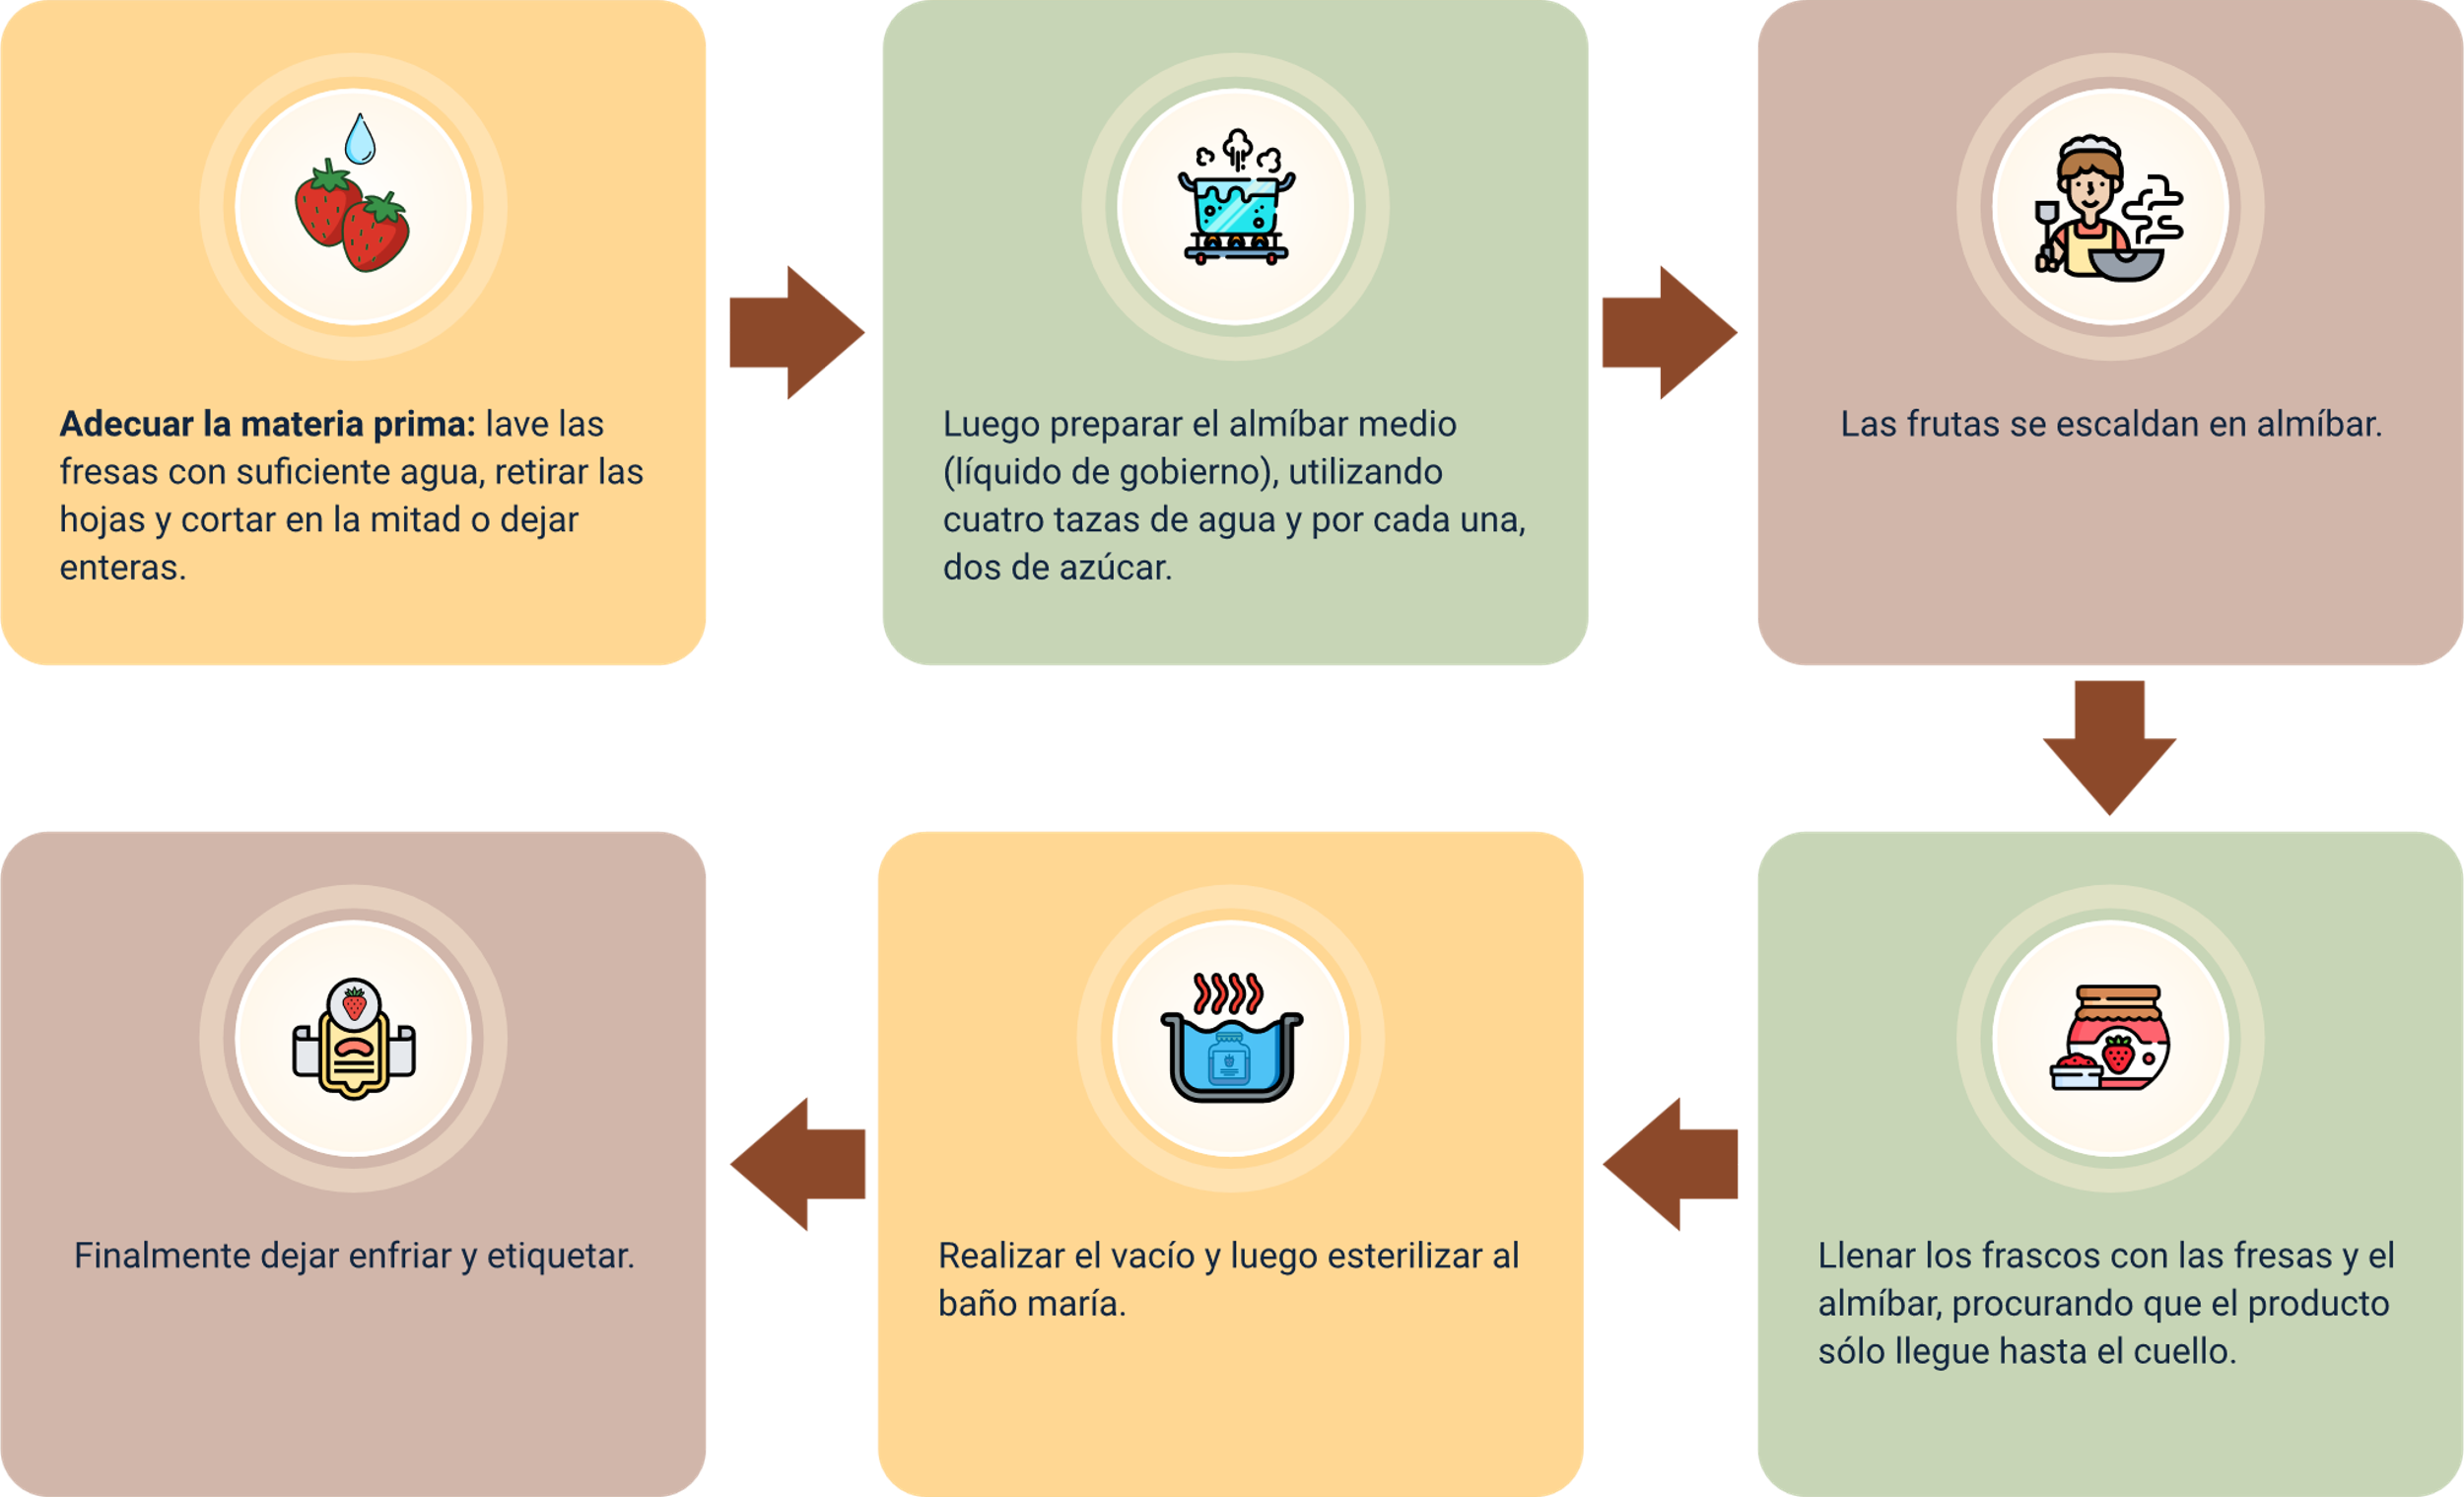 Adecuar la materia prima: lave las
fresas con suficiente agua, retirar las
hojas y cortar en la mitad o dejar
enteras.
Luego preparar el almíbar medio
(líquido de gobierno), utilizando
cuatro tazas de agua y por cada una,
dos de azúcar.
Las frutas se escaldan en almíbar.
Llenar los frascos con las fresas y el
almíbar, procurando que el producto
sólo llegue hasta el cuello.
Realizar el vacío y luego esterilizar al
baño maría.
Finalmente dejar enfriar y etiquetar.